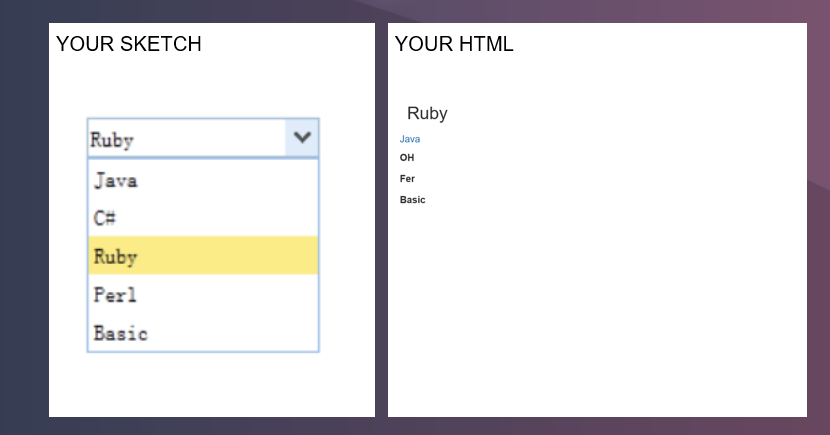 YOUR SKETCH
Ruby
Java
C#
Ruby
Perl
Basic
YOUR HTML
Ruby
Java
OH
Fer
Basic